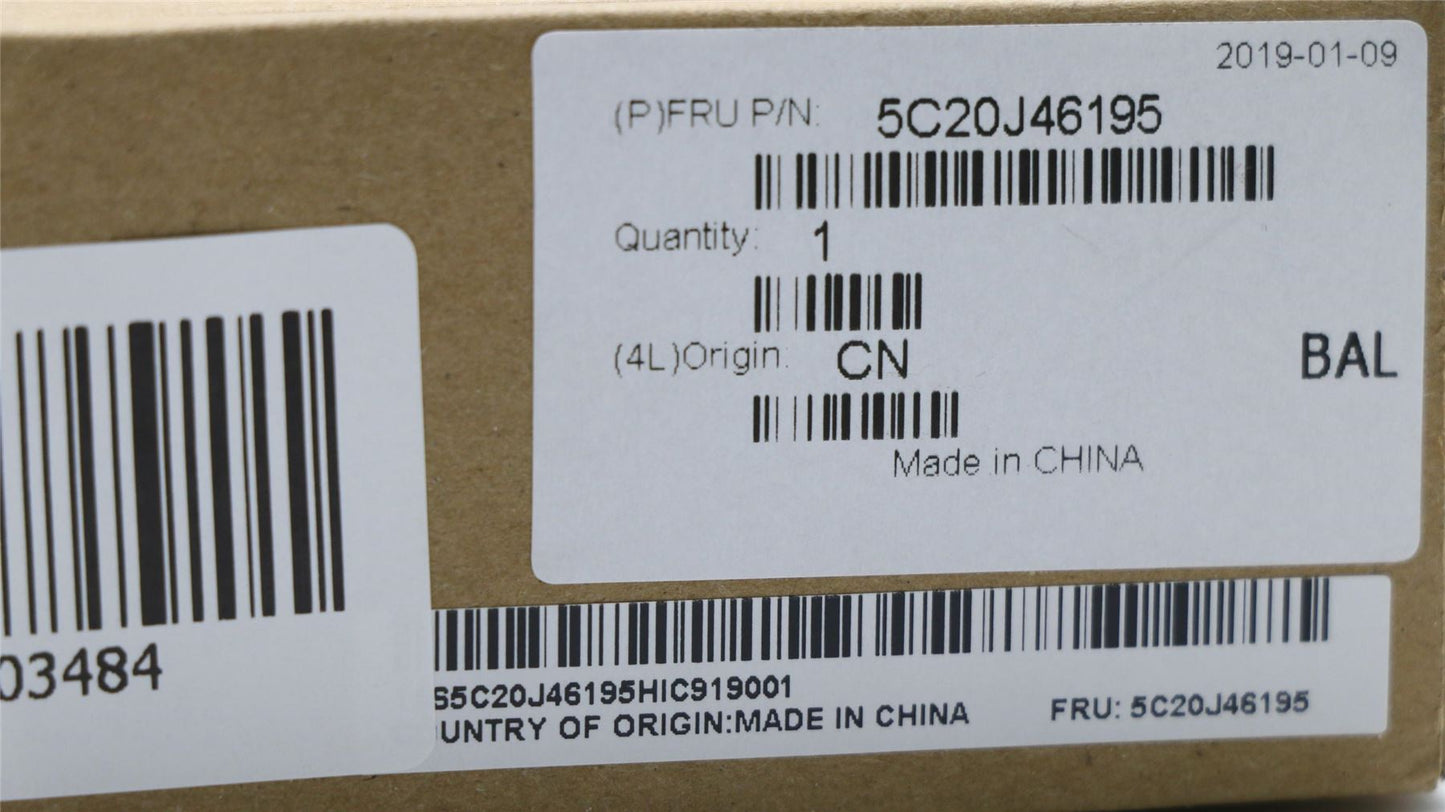 2019-01-09
(P)FRU P/N: 5C20J46195
Quantity: 1
(4L)Origin: CN
BAL
Made in CHINA
03484
S5C20J46195HIC919001
UNTRY OF ORIGIN:MADE IN CHINA
FRU: 5C20J46195